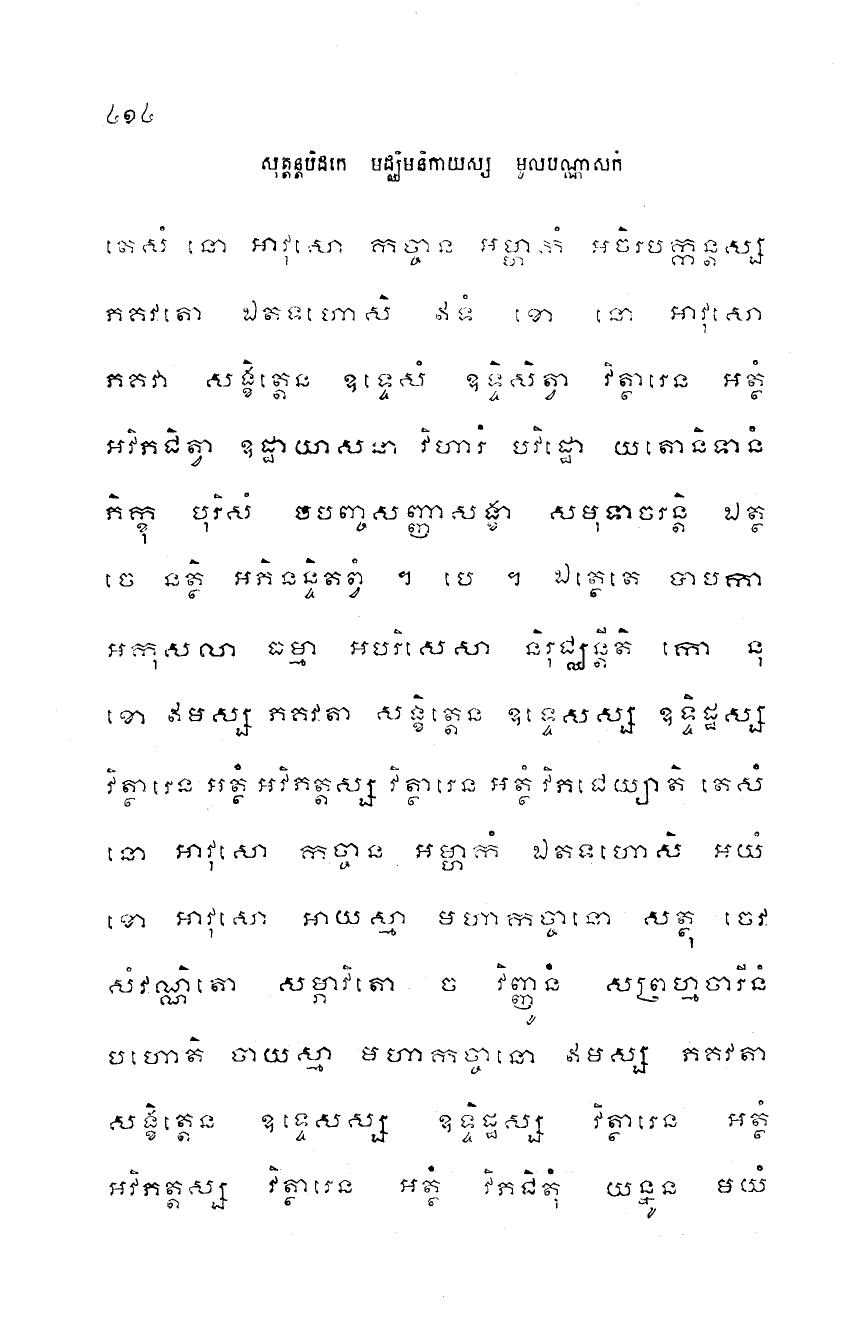 ៤១៤
សុត្តន្តបិដកេ មជ្ឈិមនិកាយស្ស មូលបណ្ណាសកំ
តេសំ នោ អាវុសោ កច្ចាន អម្ហាកំ អចិរបក្កន្តស្ស
ភគវតោ ឯតទហោសិ ឥទំ ខោ នោ អាវុសោ
ភគវា សង្ខិត្តេន ឧទ្ទេសំ ឧទ្ទិសិត្វា វិត្ថារេន អត្ថំ
អវិភជិត្វា ឧដ្ឋាយាសនា វិហារំ បវិដ្ឋោ យតោនិទានំ
ភិក្ខុ បុរិសំ បបញ្ចសញ្ញាសង្ខា សមុទាចរន្តិ ឯត្ថ
ចេ នត្ថិ អភិនន្ទិតព្វំ ។ បេ ។ ឯត្ថេតេ បាបកា
អកុសលា ធម្មា អបរិសេសា និរុជ្ឈន្តីតិ កោ នុ
ខោ ឥមស្ស ភគវតា សង្ខិត្តេន ឧទ្ទេសស្ស ឧទ្ទិដ្ឋស្ស
វិត្ថារេន អត្ថំ អវិភត្តស្ស វិត្ថារេន អត្ថំ វិភជេយ្យាតិ តេសំ
នោ អាវុសោ កច្ចាន អម្ហាកំ ឯតទហោសិ អយំ
ខោ អាវុសោ អាយស្មា មហាកច្ចានោ សត្ថុ ចេវ
សំវណ្ណិតោ សម្ភាវិតោ ច វិញ្ញូនំ សព្រហ្មចារីនំ
បហោតិ ចាយស្មា មហាកច្ចានោ ឥមស្ស ភគវតា
សង្ខិត្តេន ឧទ្ទេសស្ស ឧទ្ទិដ្ឋស្ស វិត្ថារេន អត្ថំ
អវិភត្តស្ស វិត្ថារេន អត្ថំ វិភជិតុំ យន្នូន មយំ